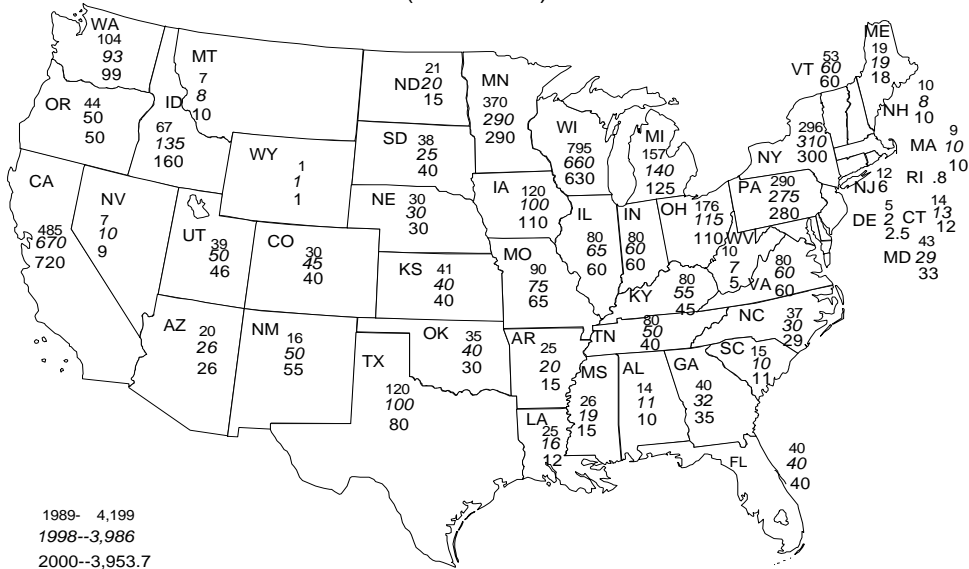 WA
104
93
99
OR
44
50
50
CA
485
670
720
NV
7
10
9
ID
67
135
160
MT
7
8
10
WY
1
1
1
UT
39
50
46
CO
30
45
40
AZ
20
26
26
NM
16
50
55
ND
21
20
15
SD
38
25
40
NE
30
30
30
KS
41
40
40
OK
35
40
30
TX
120
100
80
MN
370
290
290
IA
120
100
110
MO
90
75
65
AR
25
20
15
LA
25
16
12
WI
795
660
630
IL
80
65
60
MI
157
140
125
IN
80
60
60
OH
176
115
110
KY
80
55
45
TN
80
50
40
MS
26
19
15
AL
14
11
10
GA
40
32
35
FL
40
40
40
SC
15
10
11
NC
37
30
29
VA
80
60
60
WV
10
7
5
PA
290
275
280
NY
296
310
300
VT
53
60
60
ME
19
19
18
NH
10
8
10
MA
9
10
10
RI .8
NJ
12
6
DE
5
2
2.5
CT
14
13
12
MD
43
29
33
1989- 4,199
1998--3,986
2000--3,953.7